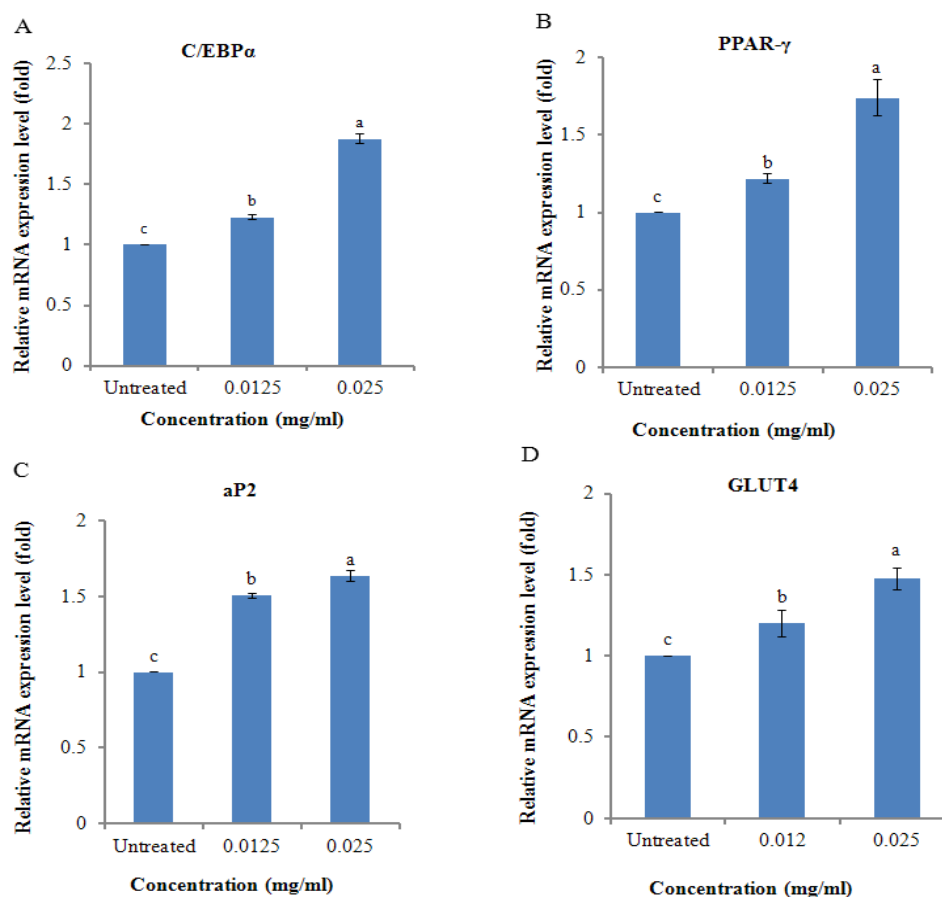 A
C/EBPα
Relative mRNA expression level (fold)
2.5
2
1.5
1
0.5
0
c
b
a
Untreated 0.0125 0.025
Concentration (mg/ml)
B
PPAR-γ
Relative mRNA expression level (fold)
2
1.5
1
0.5
0
c
b
a
Untreated 0.0125 0.025
Concentration (mg/ml)
C
aP2
Relative mRNA expression level (fold)
2
1.5
1
0.5
0
c
b
a
Untreated 0.0125 0.025
Concentration (mg/ml)
D
GLUT4
Relative mRNA expression level (fold)
2
1.5
1
0.5
0
c
b
a
Untreated 0.012 0.025
Concentration (mg/ml)